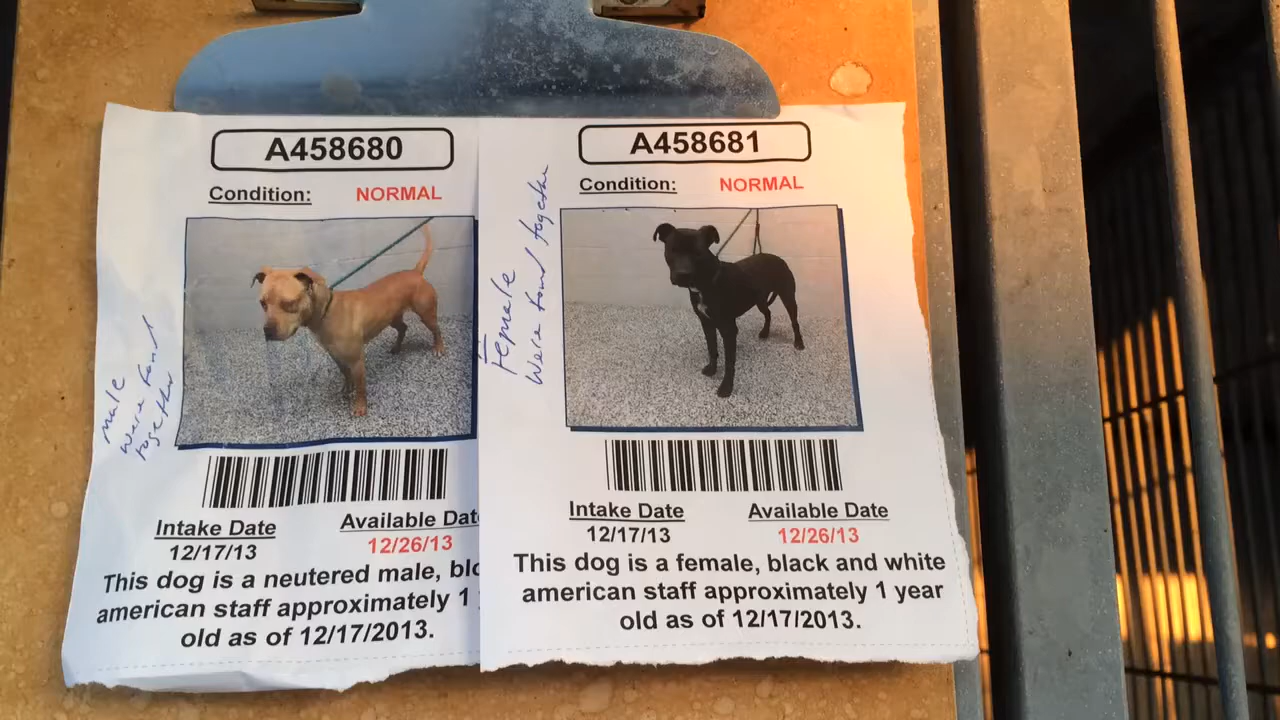 A458680
Condition: NORMAL
male
were found
together
Intake Date Available Dat
12/17/13 12/26/13
This dog is a neutered male, blo
american staff approximately 1
old as of 12/17/2013.
A458681
Condition: NORMAL
Female
Were found together
Intake Date Available Date
12/17/13 12/26/13
This dog is a female, black and white
american staff approximately 1 year
old as of 12/17/2013.